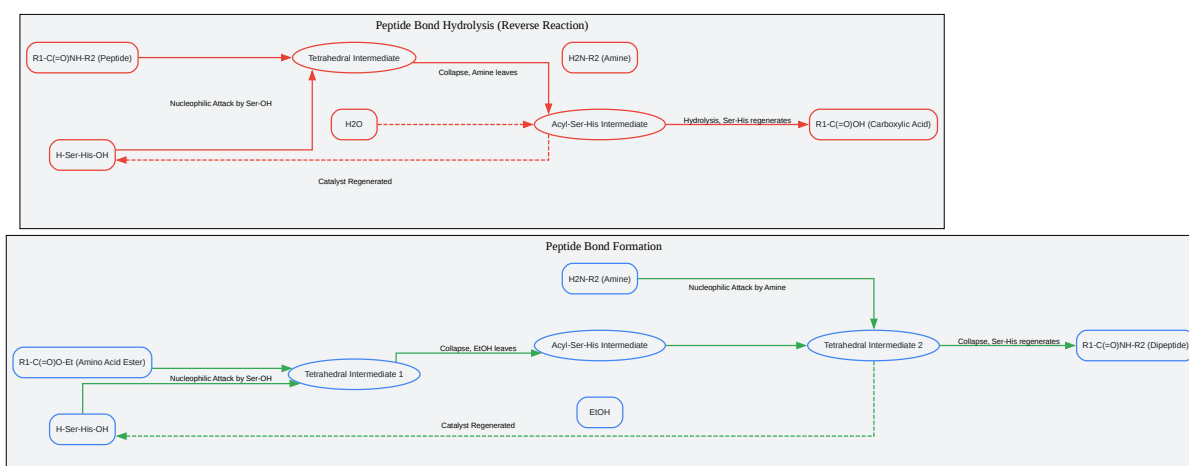 Peptide Bond Hydrolysis (Reverse Reaction)
R1-C(=O)NH-R2 (Peptide)
Tetrahedral Intermediate
H2N-R2 (Amine)
Collapse, Amine leaves
Nucleophilic Attack by Ser-OH
H2O
Acyl-Ser-His Intermediate
Hydrolysis, Ser-His regenerates
R1-C(=O)OH (Carboxylic Acid)
H-Ser-His-OH
Catalyst Regenerated
Peptide Bond Formation
H2N-R2 (Amine)
Nucleophilic Attack by Amine
R1-C(=O)O-Et (Amino Acid Ester)
Collapse, EtOH leaves
Acyl-Ser-His Intermediate
Tetrahedral Intermediate 2
Collapse, Ser-His regenerates
R1-C(=O)NH-R2 (Dipeptide)
Nucleophilic Attack by Ser-OH
Tetrahedral Intermediate 1
EtOH
H-Ser-His-OH
Catalyst Regenerated